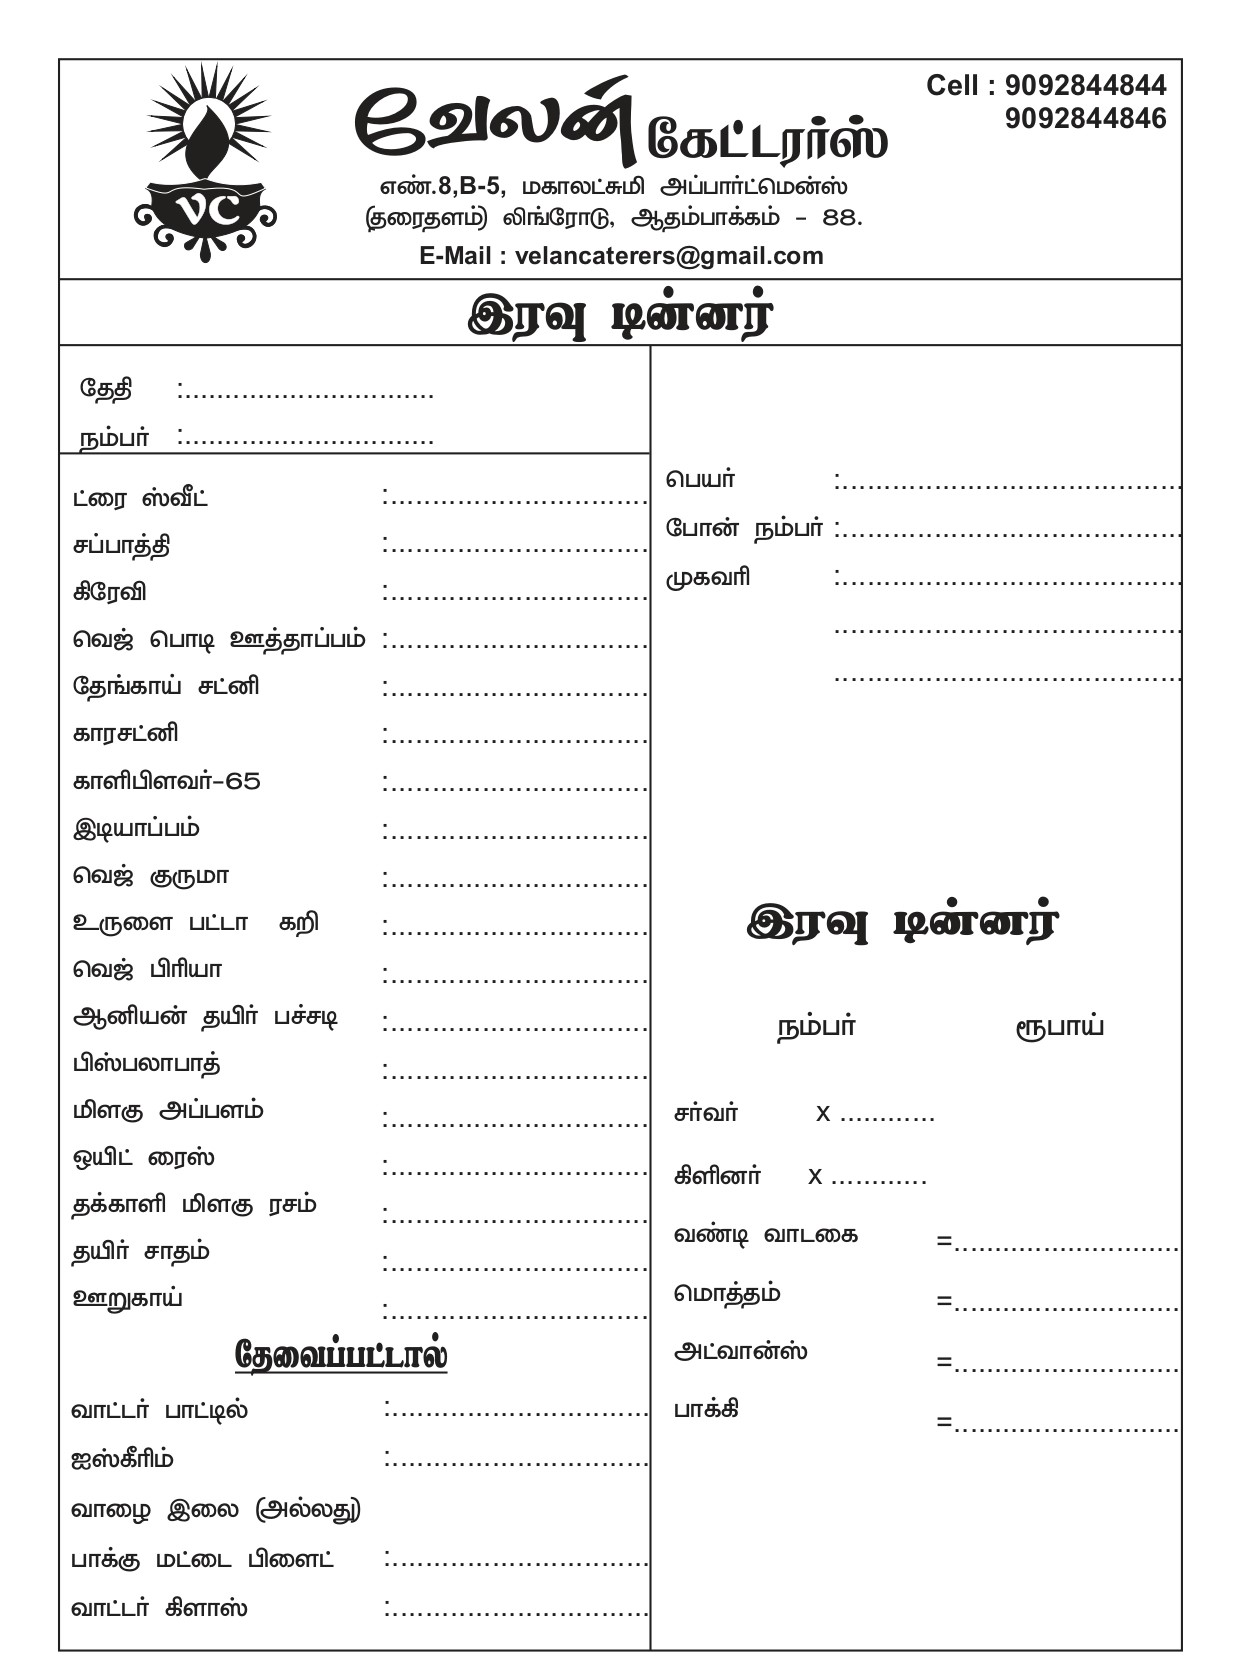 VC
வேலன் கேட்டரர்ஸ்
Cell : 9092844844
9092844846
எண்.8,B-5, மகாலட்சுமி அப்பார்ட்மென்ஸ்
(தரைதளம்) லிங்ரோடு, ஆதம்பாக்கம் - 88.
E-Mail : velancaterers@gmail.com
இரவு டின்னர்
தேதி :...............................
நம்பர் :...............................
ட்ரை ஸ்வீட் :...............................
சப்பாத்தி :...............................
கிரேவி :...............................
வெஜ் பொடி ஊத்தாப்பம் :...............................
தேங்காய் சட்னி :...............................
காரசட்னி :...............................
காளிபிளவர்-65 :...............................
இடியாப்பம் :...............................
வெஜ் குருமா :...............................
உருளை பட்டா கறி :...............................
வெஜ் பிரியா :...............................
ஆனியன் தயிர் பச்சடி :...............................
பிஸ்பலாபாத் :...............................
மிளகு அப்பளம் :...............................
ஒயிட் ரைஸ் :...............................
தக்காளி மிளகு ரசம் :...............................
தயிர் சாதம் :...............................
ஊறுகாய் :...............................
தேவைப்பட்டால்
வாட்டர் பாட்டில் :...............................
ஐஸ்கீரிம் :...............................
வாழை இலை (அல்லது)
பாக்கு மட்டை பிளைட் :...............................
வாட்டர் கிளாஸ் :...............................
பெயர் :.........................................
போன் நம்பர் :.........................................
முகவரி :.........................................
..........................................
..........................................
இரவு டின்னர்
நம்பர் ரூபாய்
சர்வர் x ............
கிளினர் x ............
வண்டி வாடகை =............................
மொத்தம் =............................
அட்வான்ஸ் =............................
பாக்கி =............................